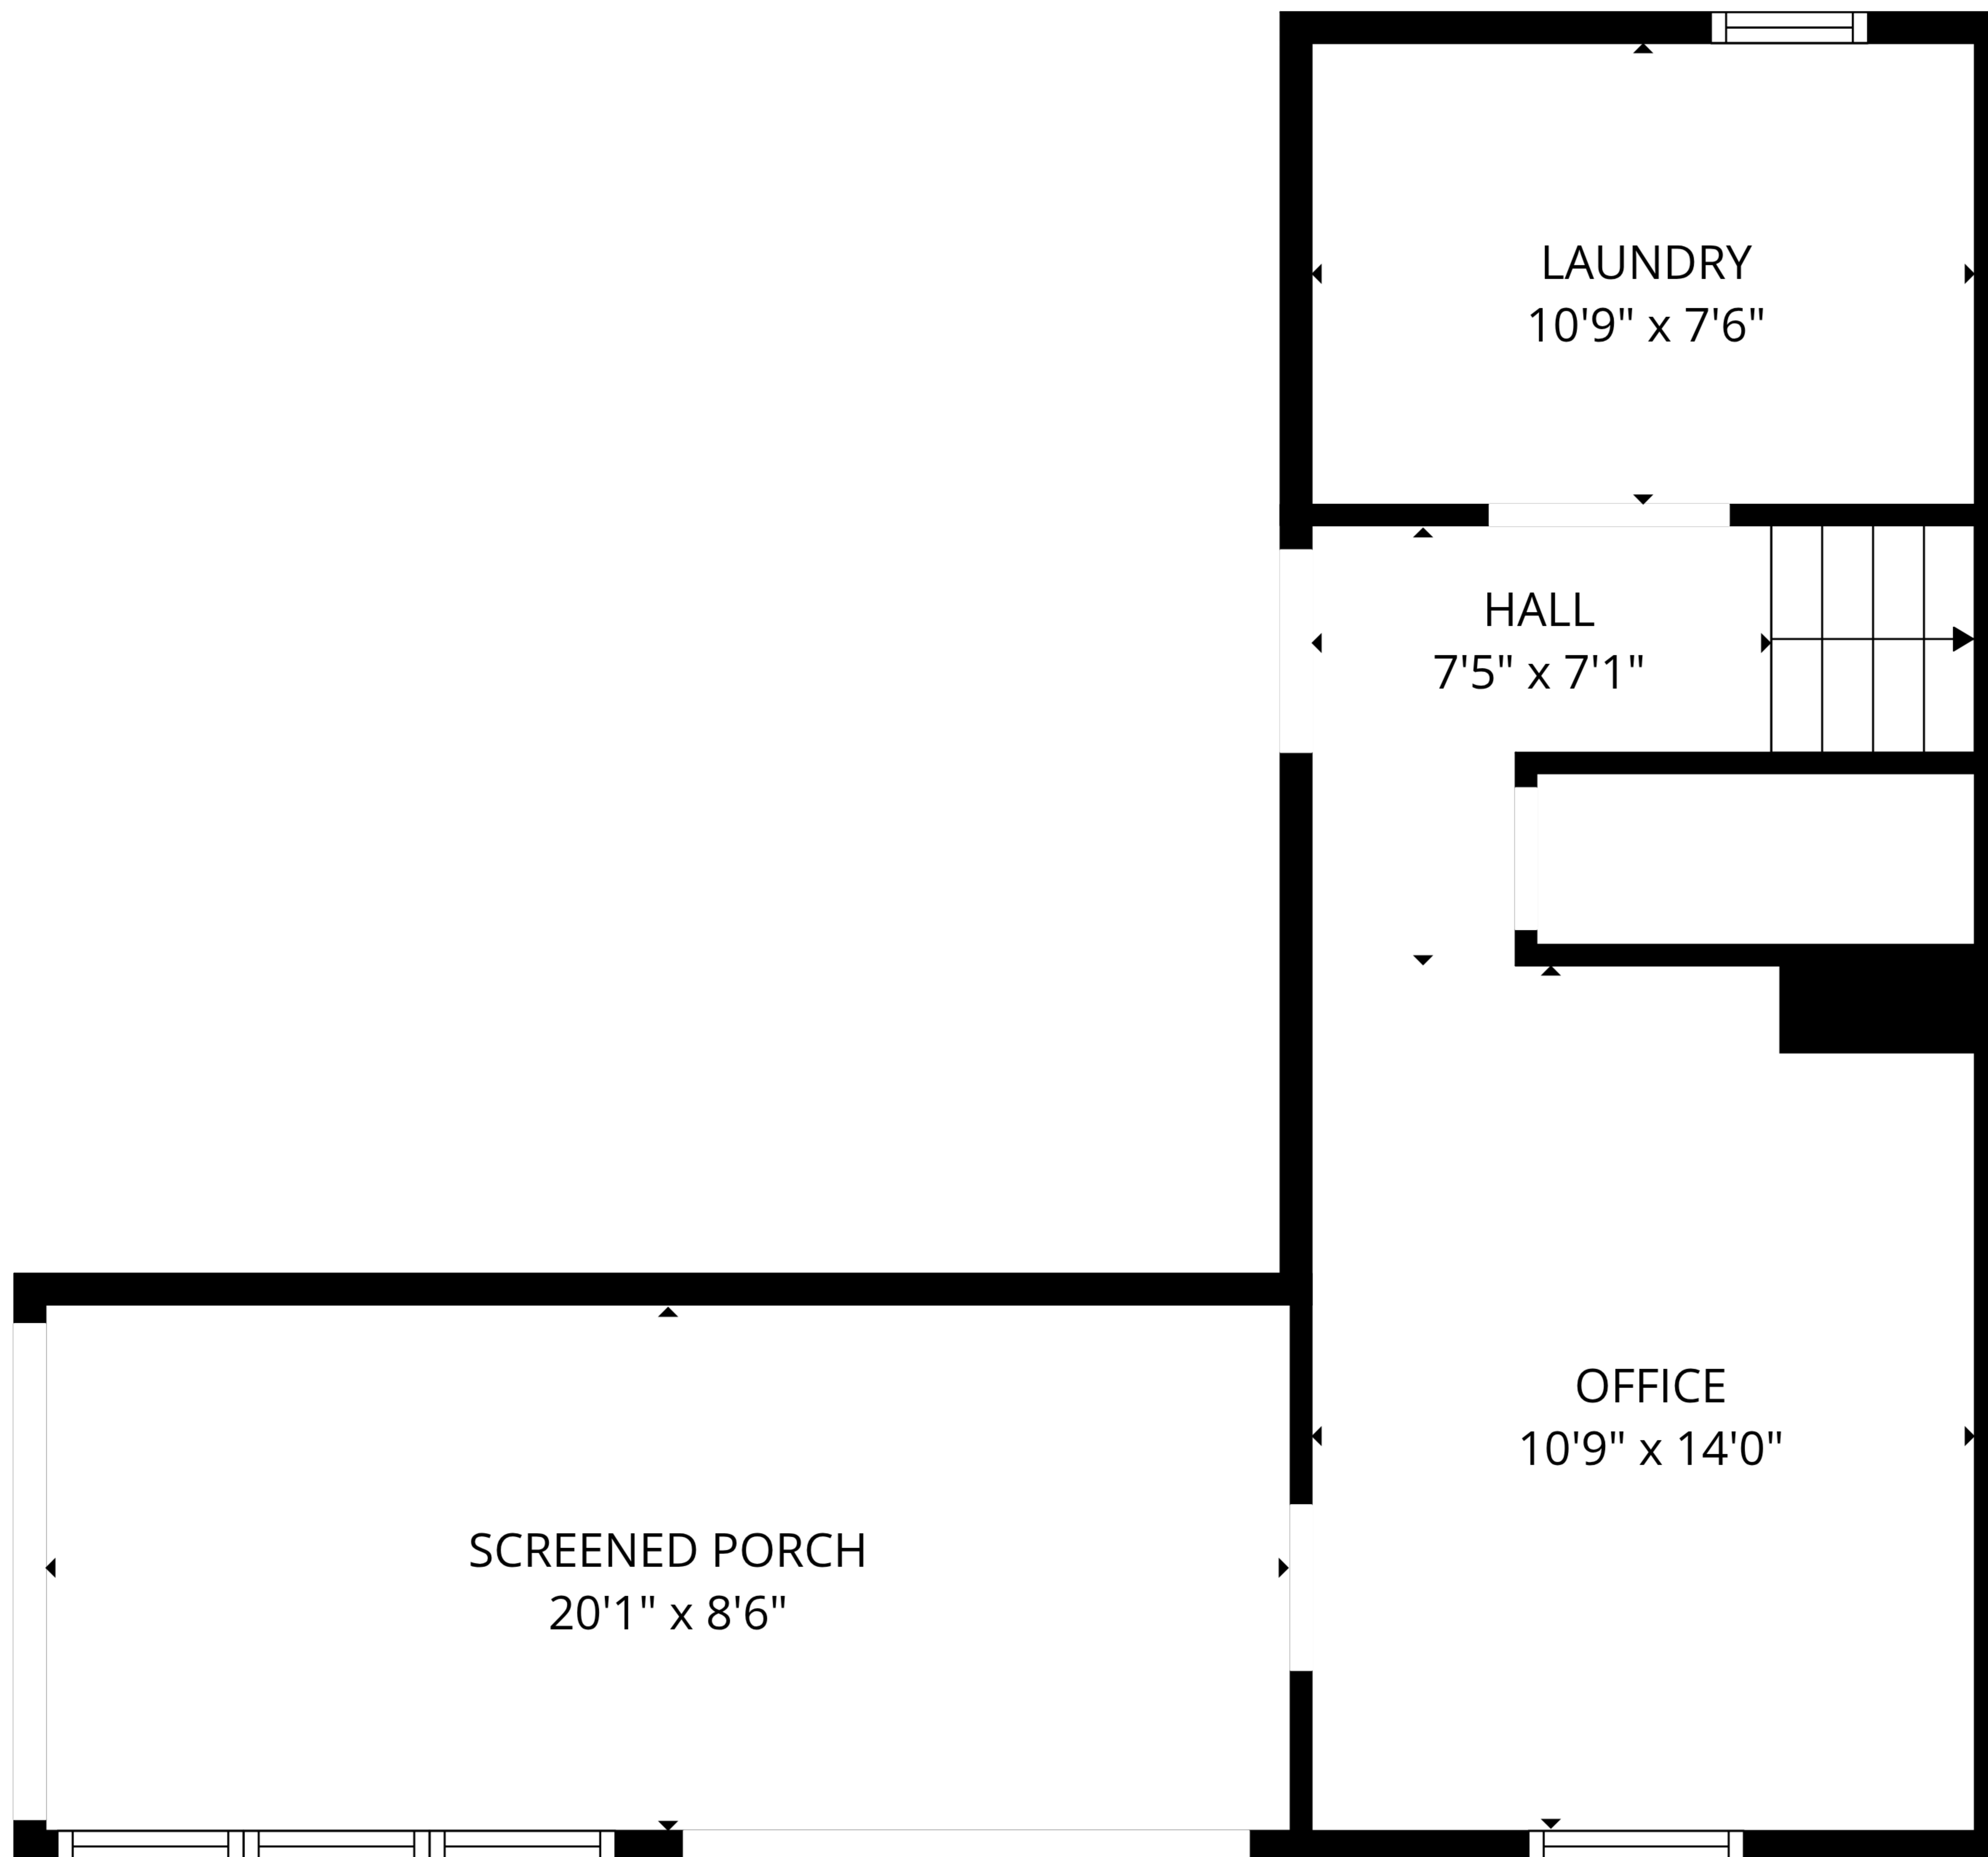 LAUNDRY
10'9" x 7'6"
HALL
7'5" x 7'1"
OFFICE
10'9" x 14'0"
SCREENED PORCH
20'1" x 8'6"